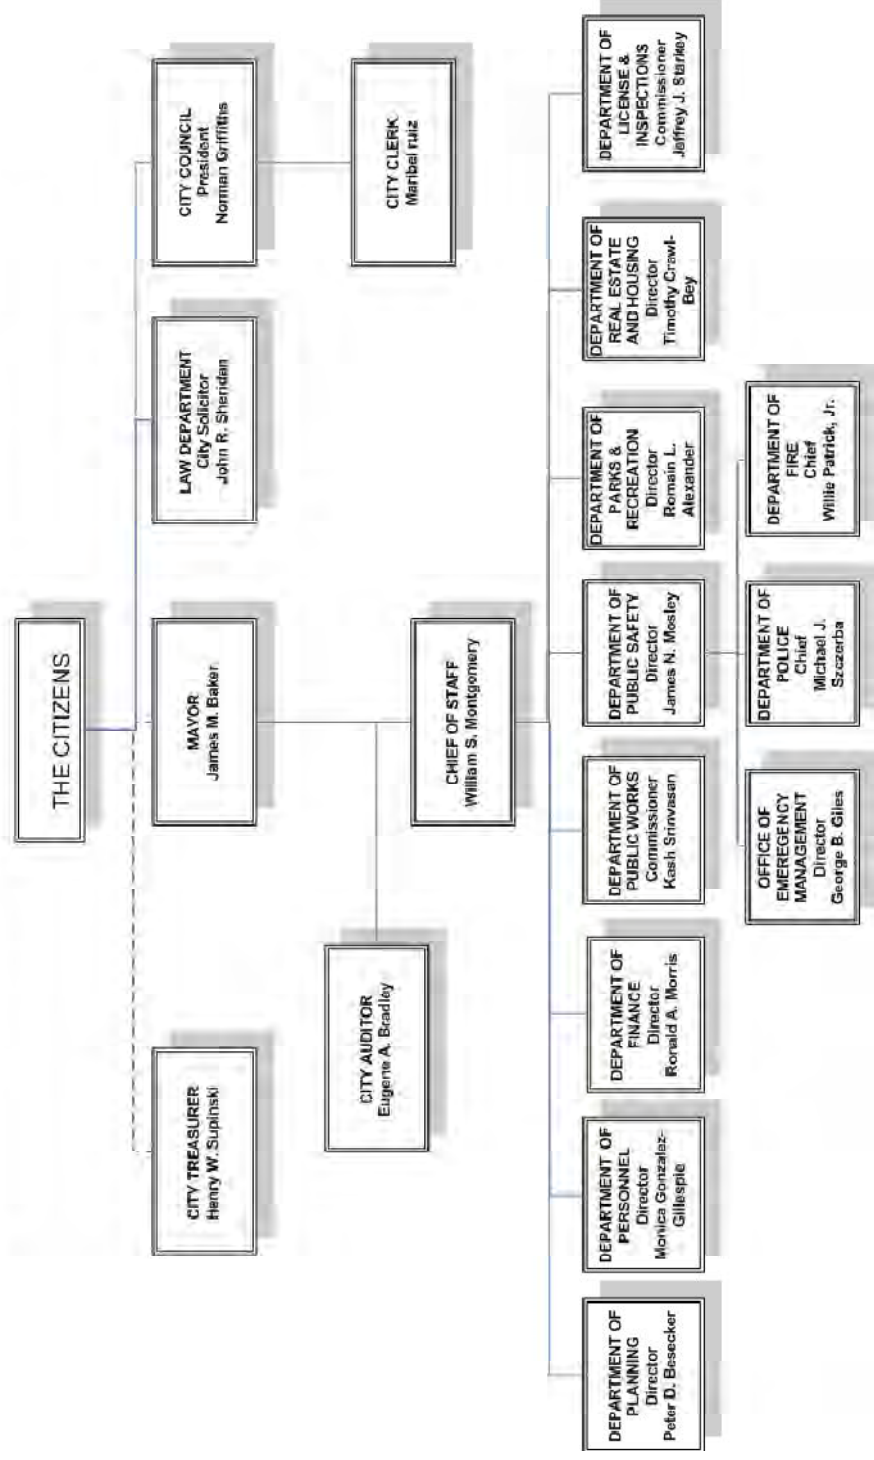 THE CITIZENS
CITY TREASURER
Henry W. Supinski
MAYOR
James M. Baker
LAW DEPARTMENT
City Solicitor
John R. Sheridan
CITY COUNCIL
President
Norman Griffiths
CITY AUDITOR
Eugene A. Bradley
CITY CLERK
Maribel ruiz
CHIEF OF STAFF
William S. Montgomery
DEPARTMENT OF
PLANNING
Director
Peter D. Besecker
DEPARTMENT OF
PERSONNEL
Director
Monica Gonzalez-
Gillespie
DEPARTMENT OF
FINANCE
Director
Ronald A. Morris
DEPARTMENT OF
PUBLIC WORKS
Commissioner
Kash Srinvasan
DEPARTMENT OF
PUBLIC SAFETY
Director
James N. Mosley
DEPARTMENT OF
PARKS &
RECREATION
Director
Romain L.
Alexander
DEPARTMENT OF
REAL ESTATE
AND HOUSING
Director
Timothy Crawl-
Bey
DEPARTMENT OF
LICENSE &
INSPECTIONS
Commissioner
Jeffrey J. Starkey
OFFICE OF
EMEREGENCY
MANAGEMENT
Director
George B. Giles
DEPARTMENT OF
POLICE
Chief
Michael J.
Szczerba
DEPARTMENT OF
FIRE
Chief
Willie Patrick, Jr.